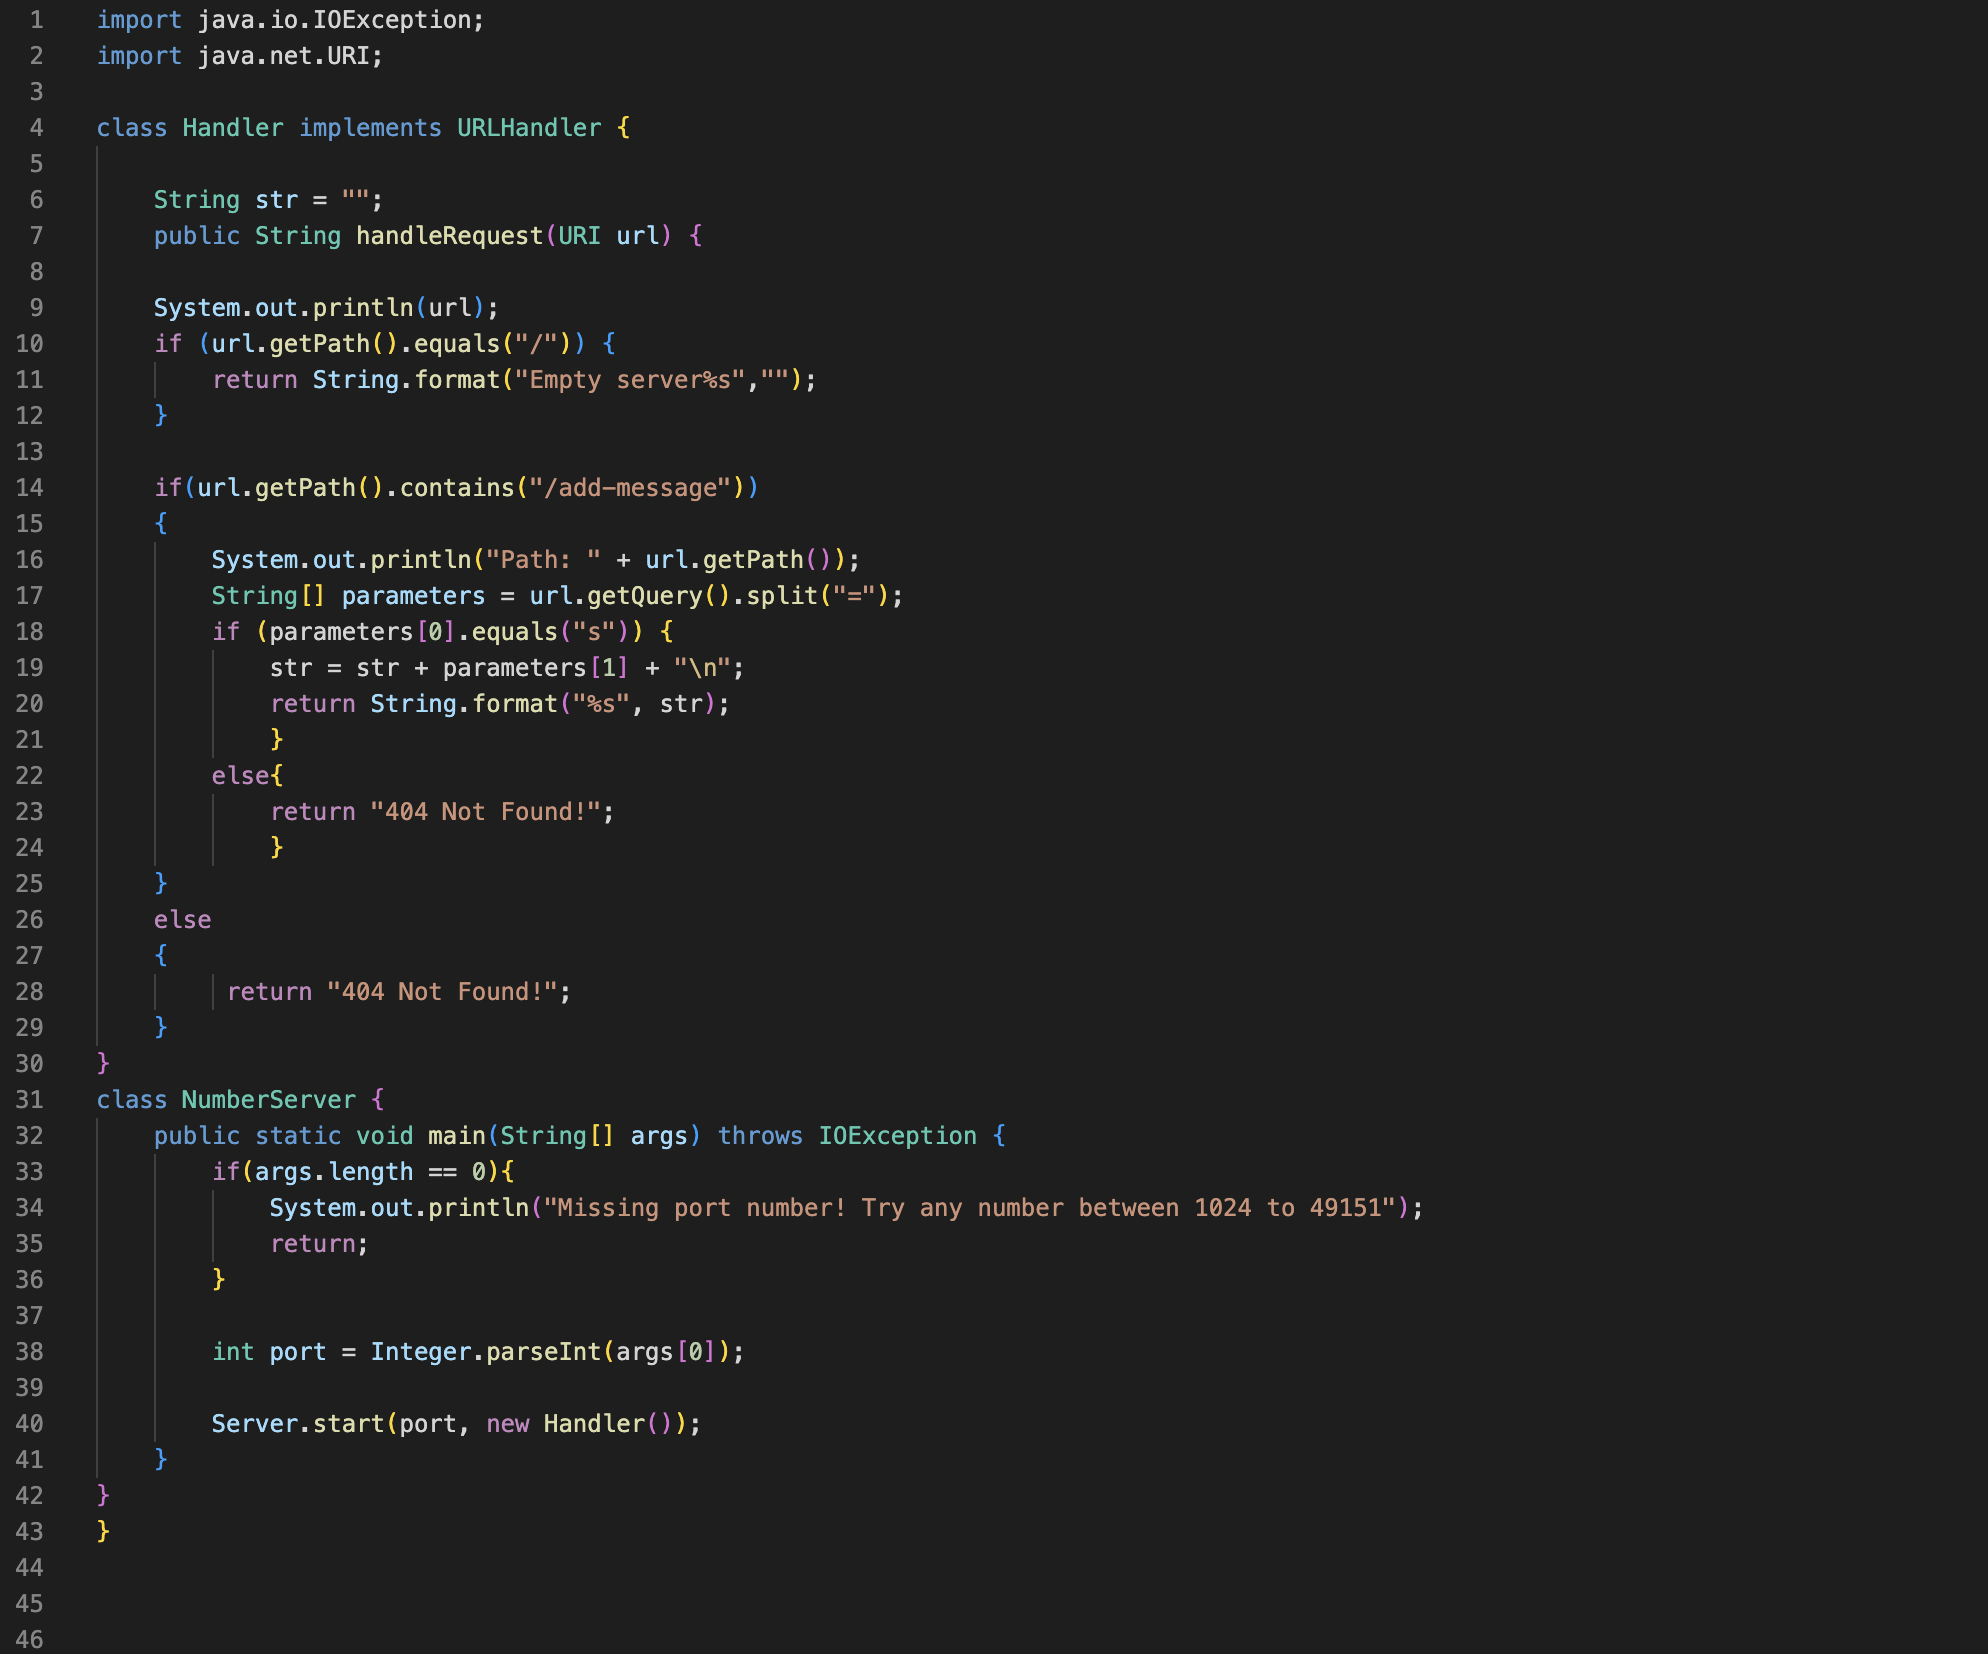 1 import java.io.IOException;
2 import java.net.URI;
3
4 class Handler implements URLHandler {
5
6     String str = "";
7     public String handleRequest(URI url) {
8
9     System.out.println(url);
10     if (url.getPath().equals("/")) {
11         return String.format("Empty server%s","");
12     }
13
14     if(url.getPath().contains("/add-message"))
15     {
16         System.out.println("Path: " + url.getPath());
17         String[] parameters = url.getQuery().split("=");
18         if (parameters[0].equals("s")) {
19             str = str + parameters[1] + "\n";
20             return String.format("%s", str);
21             }
22         else{
23             return "404 Not Found!";
24             }
25     }
26     else
27     {
28          return "404 Not Found!";
29     }
30 }
31 class NumberServer {
32     public static void main(String[] args) throws IOException {
33         if(args.length == 0){
34             System.out.println("Missing port number! Try any number between 1024 to 49151");
35             return;
36         }
37
38         int port = Integer.parseInt(args[0]);
39
40         Server.start(port, new Handler());
41     }
42 }
43 }
44
45
46